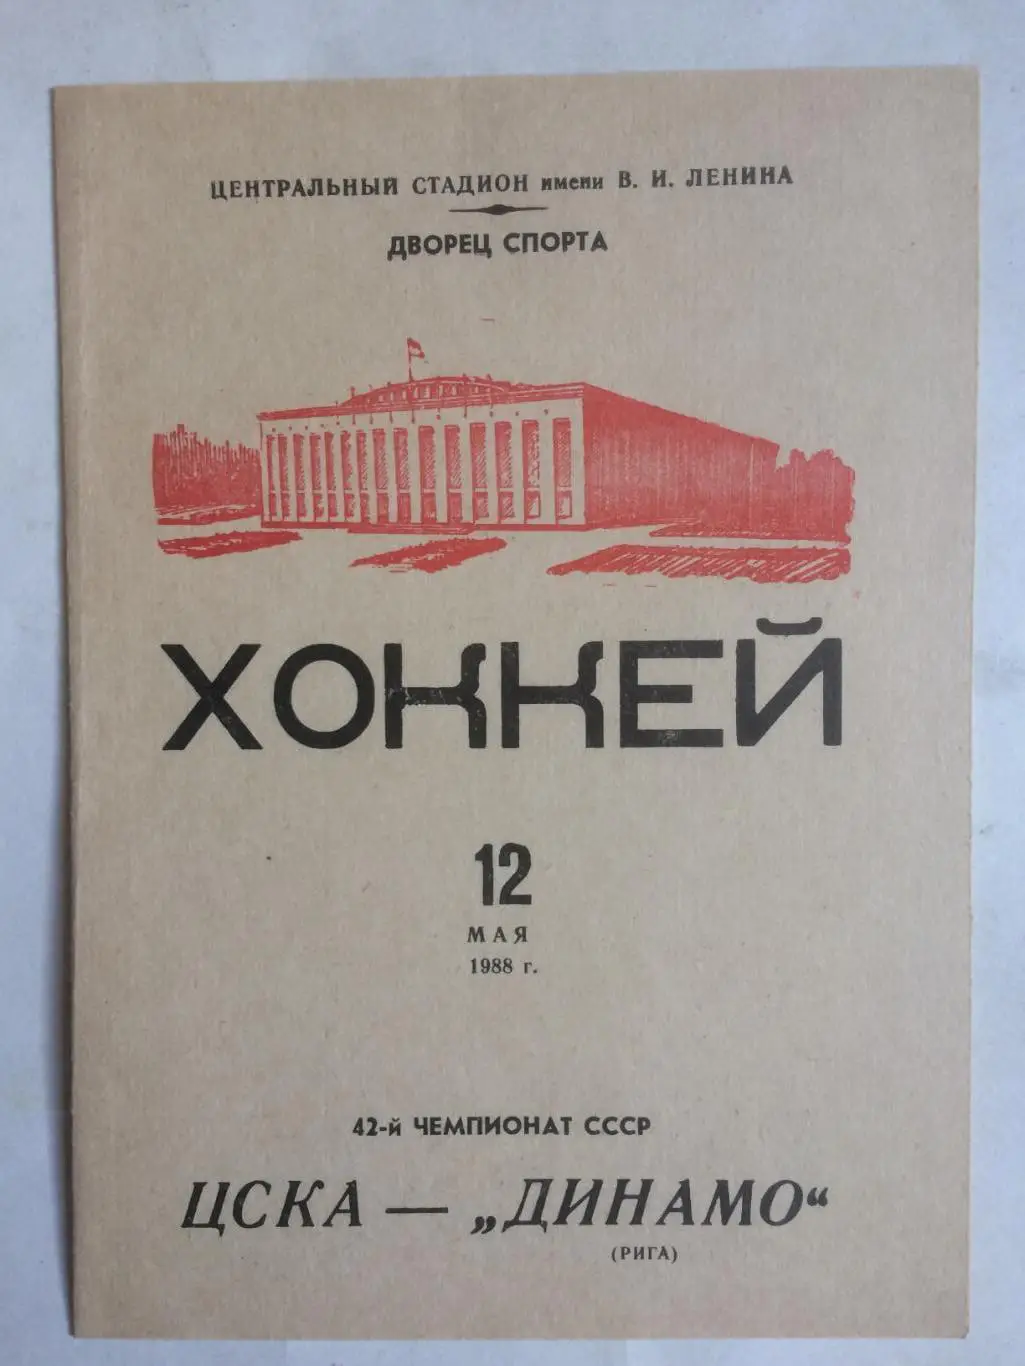 ЦЕНТРАЛЬНЫЙ СТАДИОН имени В. И. ЛЕНИНА
ДВОРЕЦ СПОРТА
ХОККЕЙ
12
МАЯ
1988 г.
42-й ЧЕМПИОНАТ СССР
ЦСКА — „ДИНАМО“
(РИГА)